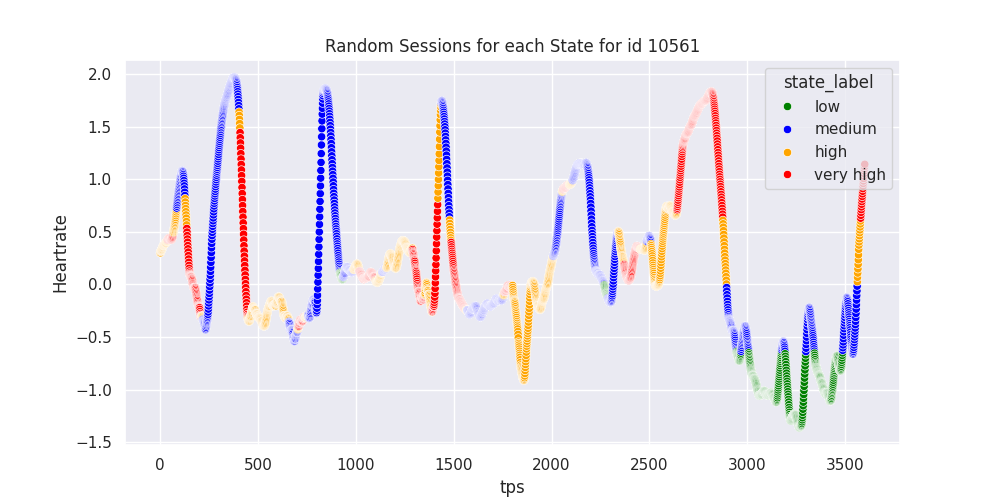 Random Sessions for each State for id 10561
Heartrate
2.0
1.5
1.0
0.5
0.0
−0.5
−1.0
−1.5
state_label
low
medium
high
very high
0 500 1000 1500 2000 2500 3000 3500
tps